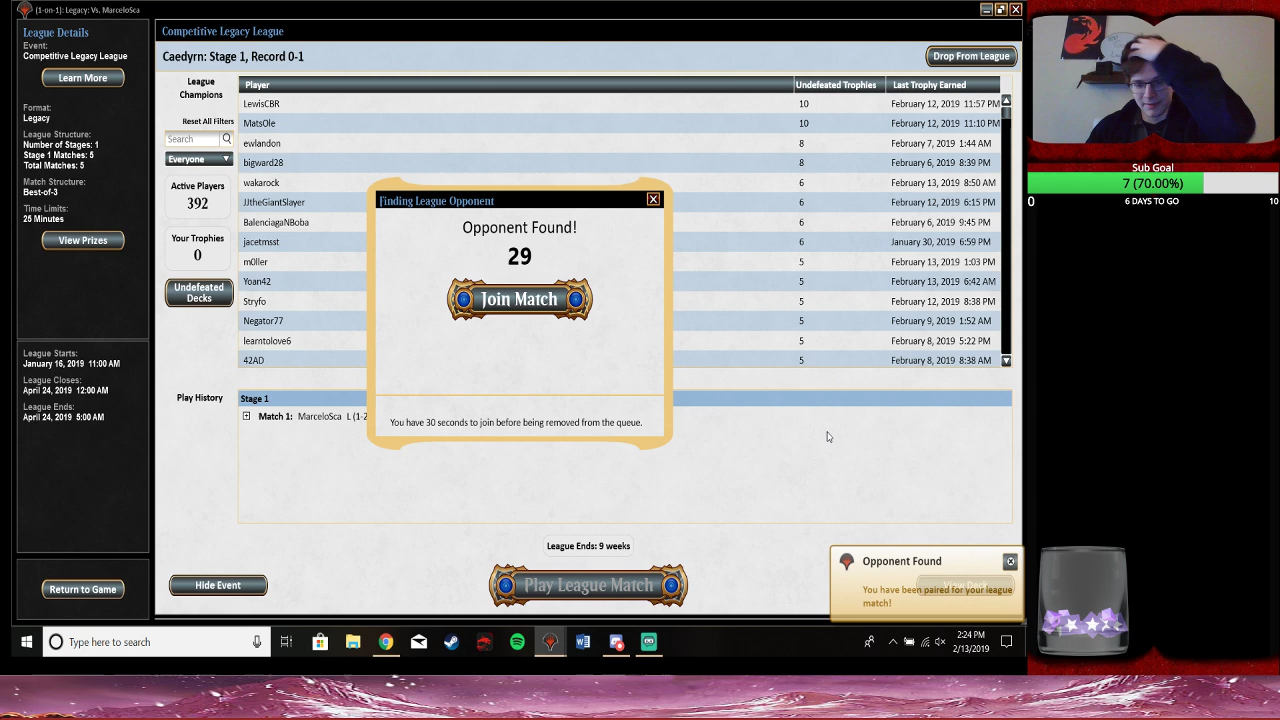 (1-on-1): Legacy: Vs. MarceloSca
League Details
Event:
Competitive Legacy League
Learn More
Format:
Legacy
League Structure:
Number of Stages: 1
Stage 1 Matches: 5
Total Matches: 5
Match Structure:
Best-of-3
Time Limits:
25 Minutes
View Prizes
League Starts:
January 16, 2019 11:00 AM
League Closes:
April 24, 2019 12:00 AM
League Ends:
April 24, 2019 5:00 AM
Return to Game
Competitive Legacy League
Caedyrn: Stage 1, Record 0-1
Drop From League
League
Champions
Reset All Filters
Search
Everyone
Active Players
392
Your Trophies
0
Undefeated
Decks
Player Undefeated Trophies Last Trophy Earned
LewisCBR 10 February 12, 2019 11:57 PM
MatsOle 10 February 12, 2019 11:10 PM
ewlandon 8 February 7, 2019 1:44 AM
bigward28 8 February 6, 2019 8:39 PM
wakarock 6 February 13, 2019 8:50 AM
JJtheGiantSlayer 6 February 12, 2019 6:15 PM
BalenciagaNBoba 6 February 6, 2019 9:45 PM
jacetmsst 6 January 30, 2019 6:59 PM
m0ller 5 February 13, 2019 1:03 PM
Yoan42 5 February 13, 2019 6:42 AM
Stryfo 5 February 12, 2019 8:38 PM
Negator77 5 February 9, 2019 1:52 AM
learntolove6 5 February 8, 2019 5:22 PM
42AD 5 February 8, 2019 8:38 AM
Finding League Opponent
Opponent Found!
29
Join Match
You have 30 seconds to join before being removed from the queue.
Play History
Stage 1
Match 1: MarceloSca L (1-2
League Ends: 9 weeks
Hide Event
Play League Match
Opponent Found
View Deck
You have been paired for your league
match!
Sub Goal
7 (70.00%)
0 6 DAYS TO GO 10
Type here to search
2:24 PM
2/13/2019